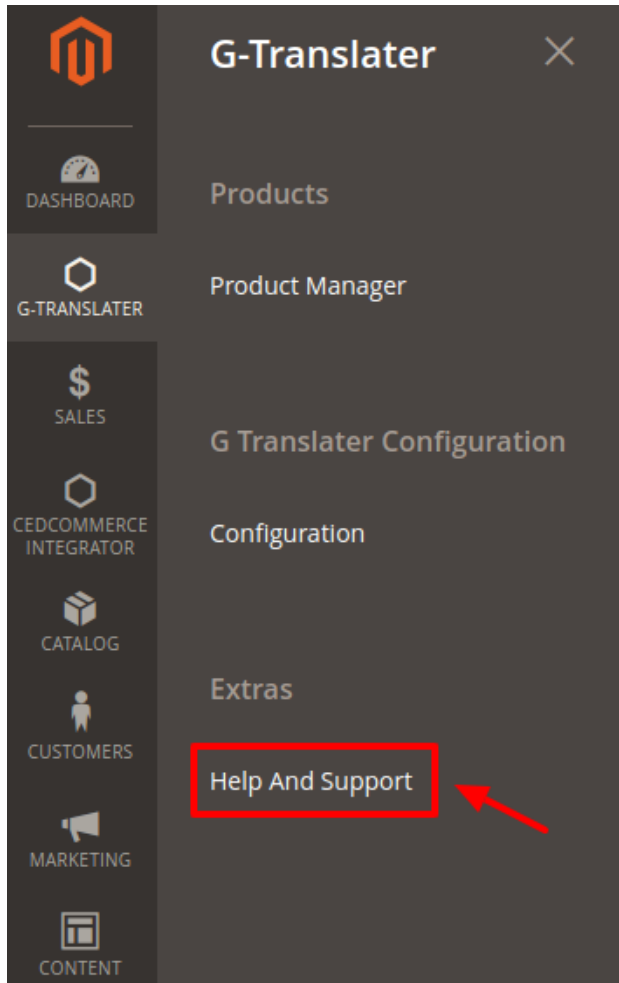 G-Translater
DASHBOARD
Products
G-TRANSLATER
Product Manager
$
SALES
G Translater Configuration
CEDCOMMERCE
INTEGRATOR
Configuration
CATALOG
Extras
CUSTOMERS
Help And Support
MARKETING
CONTENT